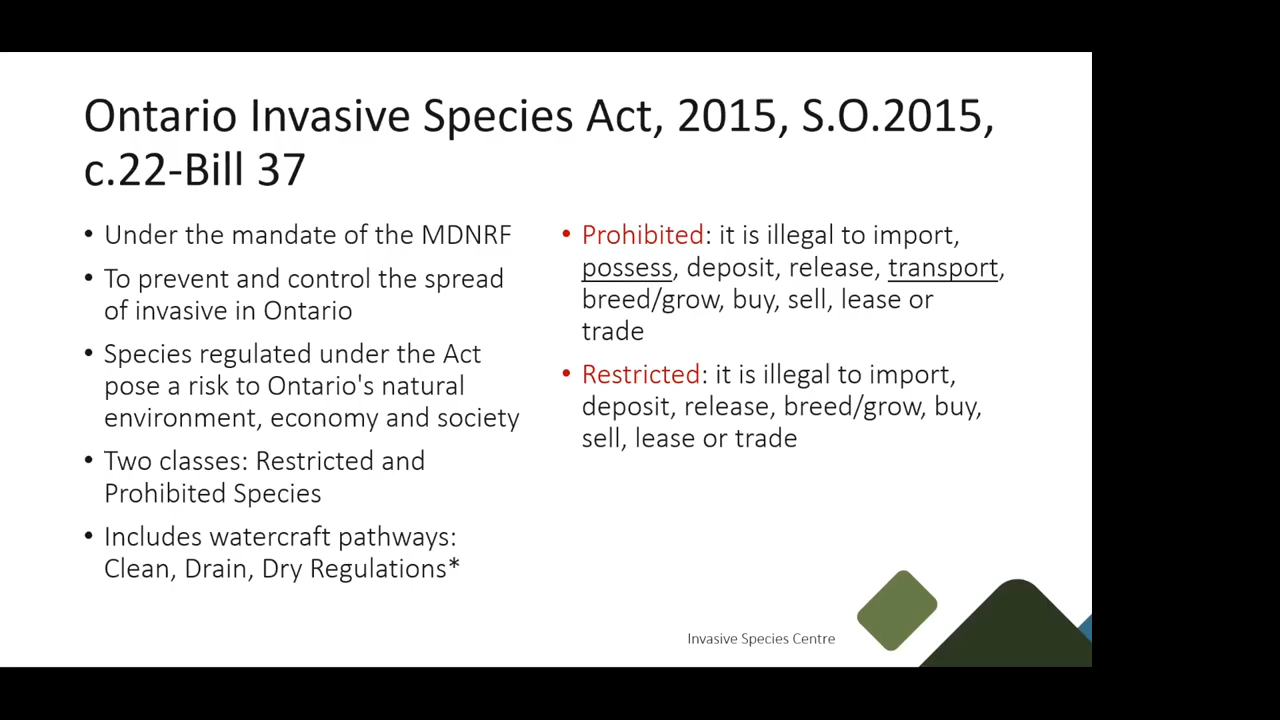 Ontario Invasive Species Act, 2015, S.O.2015,
c.22-Bill 37
• Under the mandate of the MDNRF
• To prevent and control the spread
of invasive in Ontario
• Species regulated under the Act
pose a risk to Ontario's natural
environment, economy and society
• Two classes: Restricted and
Prohibited Species
• Includes watercraft pathways:
Clean, Drain, Dry Regulations*
• Prohibited: it is illegal to import,
possess, deposit, release, transport,
breed/grow, buy, sell, lease or
trade
• Restricted: it is illegal to import,
deposit, release, breed/grow, buy,
sell, lease or trade
Invasive Species Centre